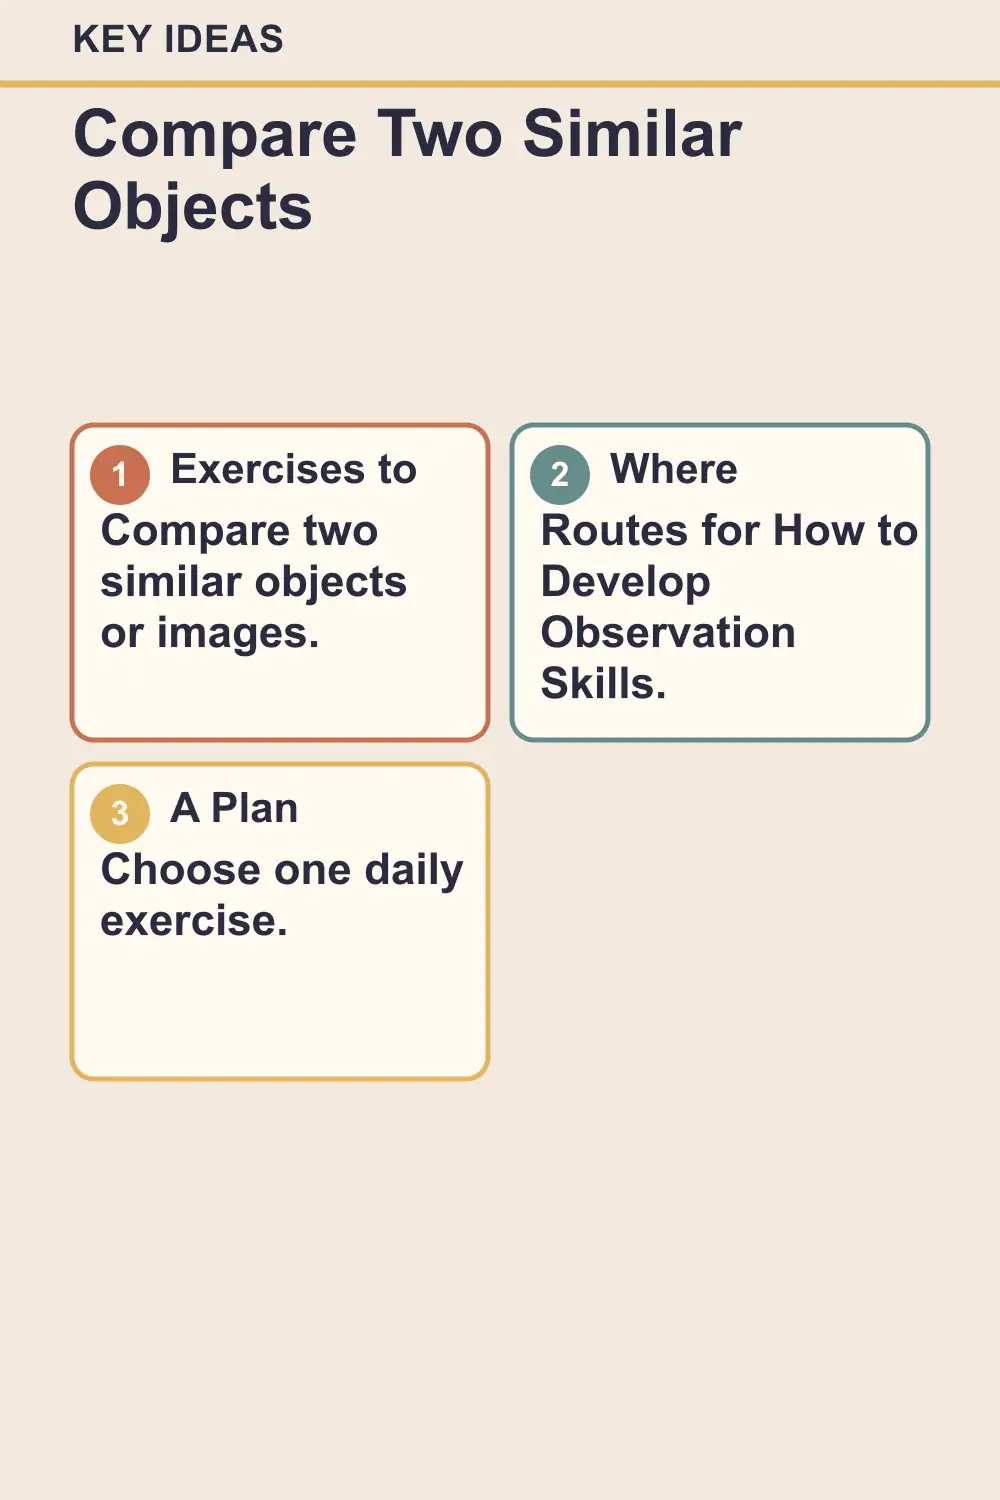 KEY IDEAS
Compare Two Similar
Objects
1 Exercises to
Compare two
similar objects
or images.
2 Where
Routes for How to
Develop
Observation
Skills.
3 A Plan
Choose one daily
exercise.